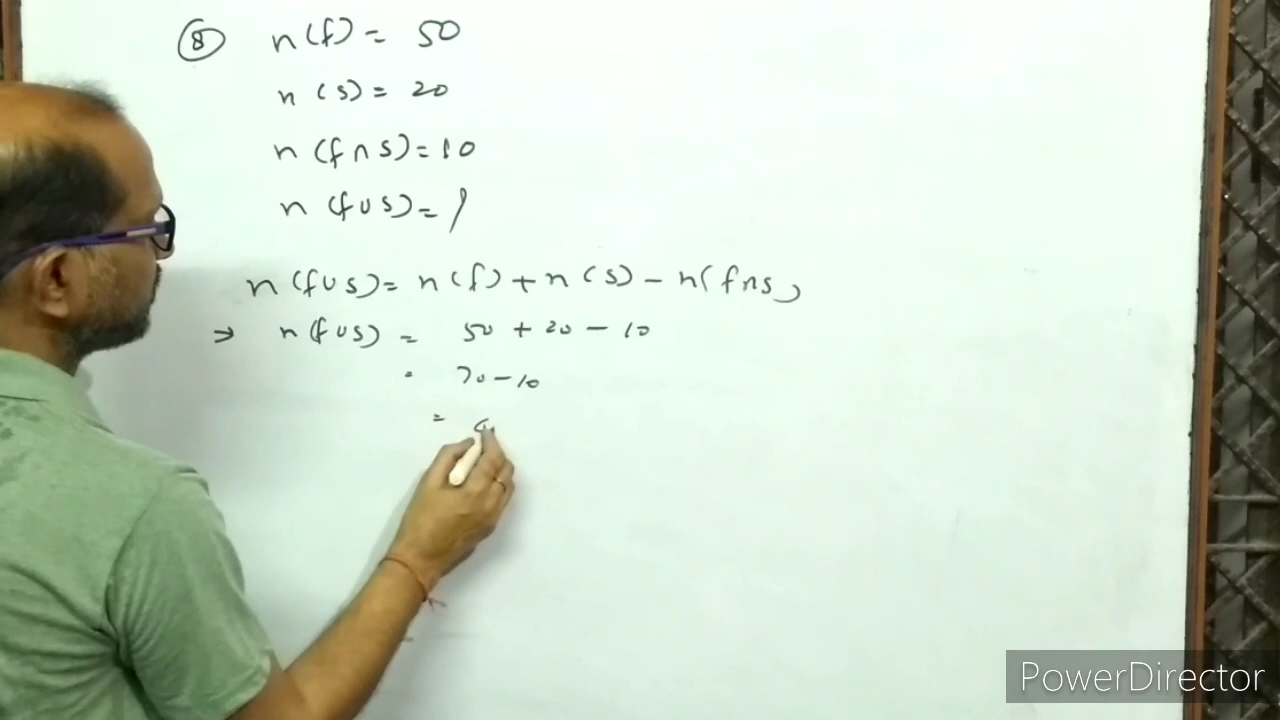 ⑧ n(f) = 50
n(s) = 20
n(f∩s)=10
n(f∪s)=?
n(f∪s)= n(f)+n(s)-n(f∩s)
⇒ n(f∪s) = 50 + 20 - 10
= 70-10
=
PowerDirector